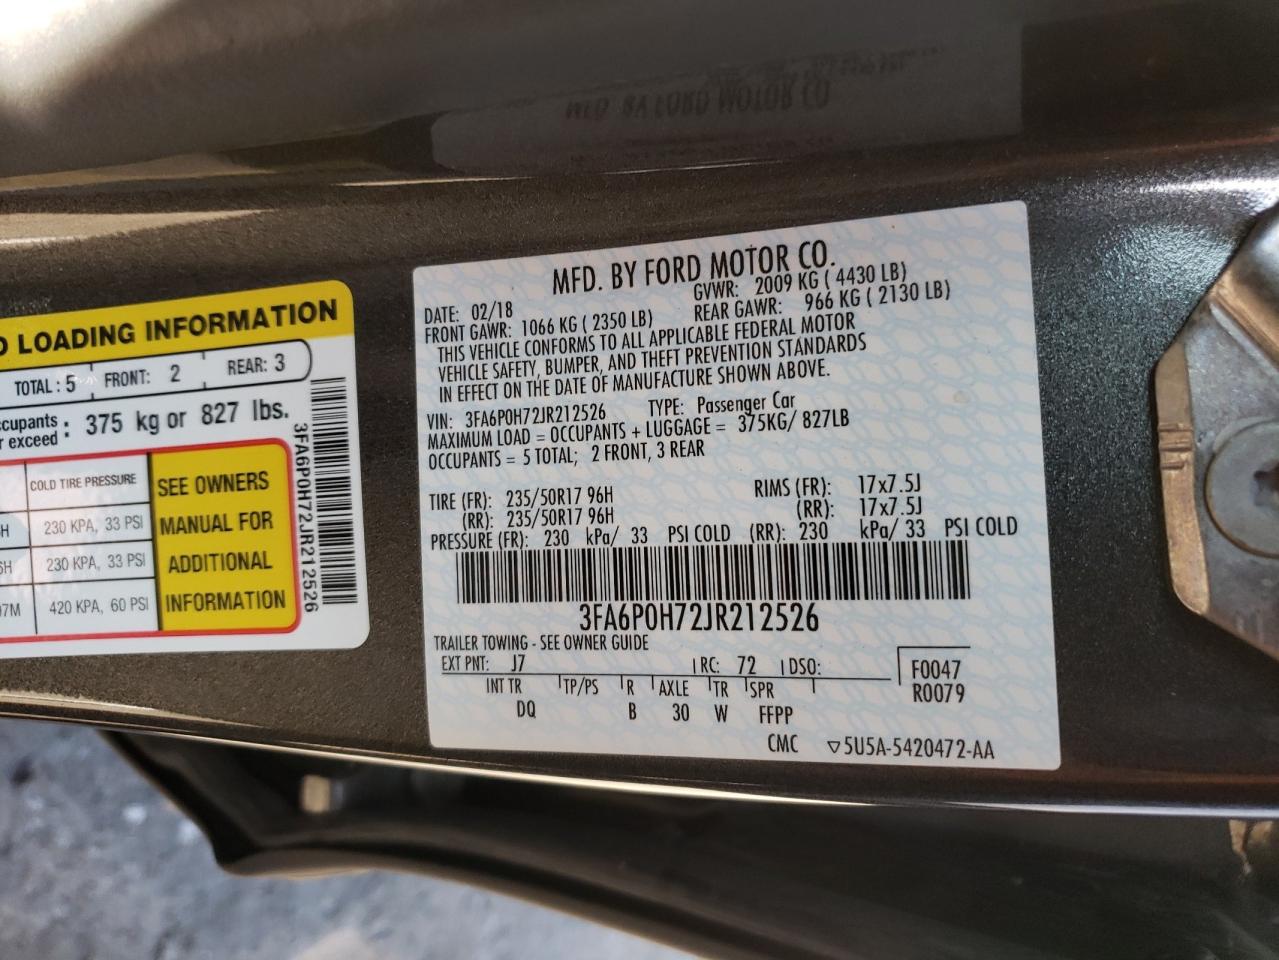 MFD. BY FORD MOTOR CO.
D LOADING INFORMATION
TOTAL: 5 FRONT: 2 REAR: 3
ccupants
r exceed : 375 kg or 827 lbs.
COLD TIRE PRESSURE
H 230 KPA, 33 PSI
6H 230 KPA, 33 PSI
97M 420 KPA, 60 PSI
SEE OWNERS
MANUAL FOR
ADDITIONAL
INFORMATION
3FA6P0H72JR212526
MFD. BY FORD MOTOR CO.
DATE: 02/18 GVWR: 2009 KG ( 4430 LB)
FRONT GAWR: 1066 KG ( 2350 LB) REAR GAWR: 966 KG ( 2130 LB)
THIS VEHICLE CONFORMS TO ALL APPLICABLE FEDERAL MOTOR
VEHICLE SAFETY, BUMPER, AND THEFT PREVENTION STANDARDS
IN EFFECT ON THE DATE OF MANUFACTURE SHOWN ABOVE.
VIN: 3FA6P0H72JR212526 TYPE: Passenger Car
MAXIMUM LOAD = OCCUPANTS + LUGGAGE = 375KG/ 827LB
OCCUPANTS = 5 TOTAL; 2 FRONT, 3 REAR
TIRE (FR): 235/50R17 96H RIMS (FR): 17x7.5J
(RR): 235/50R17 96H (RR): 17x7.5J
PRESSURE (FR): 230 kPa/ 33 PSI COLD (RR): 230 kPa/ 33 PSI COLD
3FA6P0H72JR212526
TRAILER TOWING - SEE OWNER GUIDE
EXT PNT: J7 RC: 72 DSO: F0047
R0079
INT TR TP/PS R AXLE TR SPR
DQ B 30 W FFPP
CMC ▽5U5A-5420472-AA